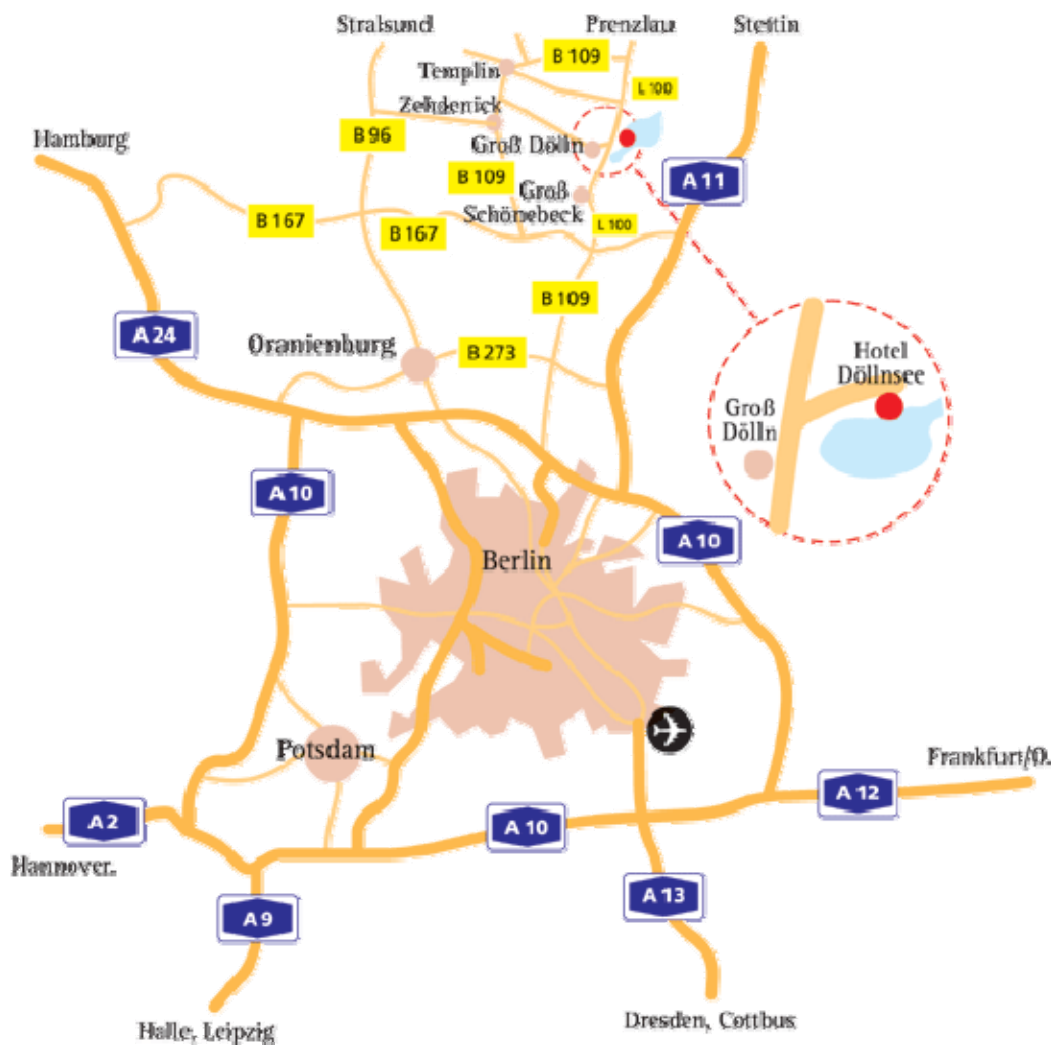 Stralsund
Prenzlau
Stettin
B 109
Templin
L 100
Zehdenick
Hamburg
B 96
Groß Dölln
B 109
A 11
Groß
Schönebeck
B 167
B 167
L 100
B 109
A 24
Oranienburg
B 273
Hotel
Döllnsee
Groß
Dölln
A 10
A 10
Berlin
Potsdam
Frankfurt/O.
A 12
A 2
A 10
Hannover.
A 13
A 9
Dresden, Cottbus
Halle, Leipzig